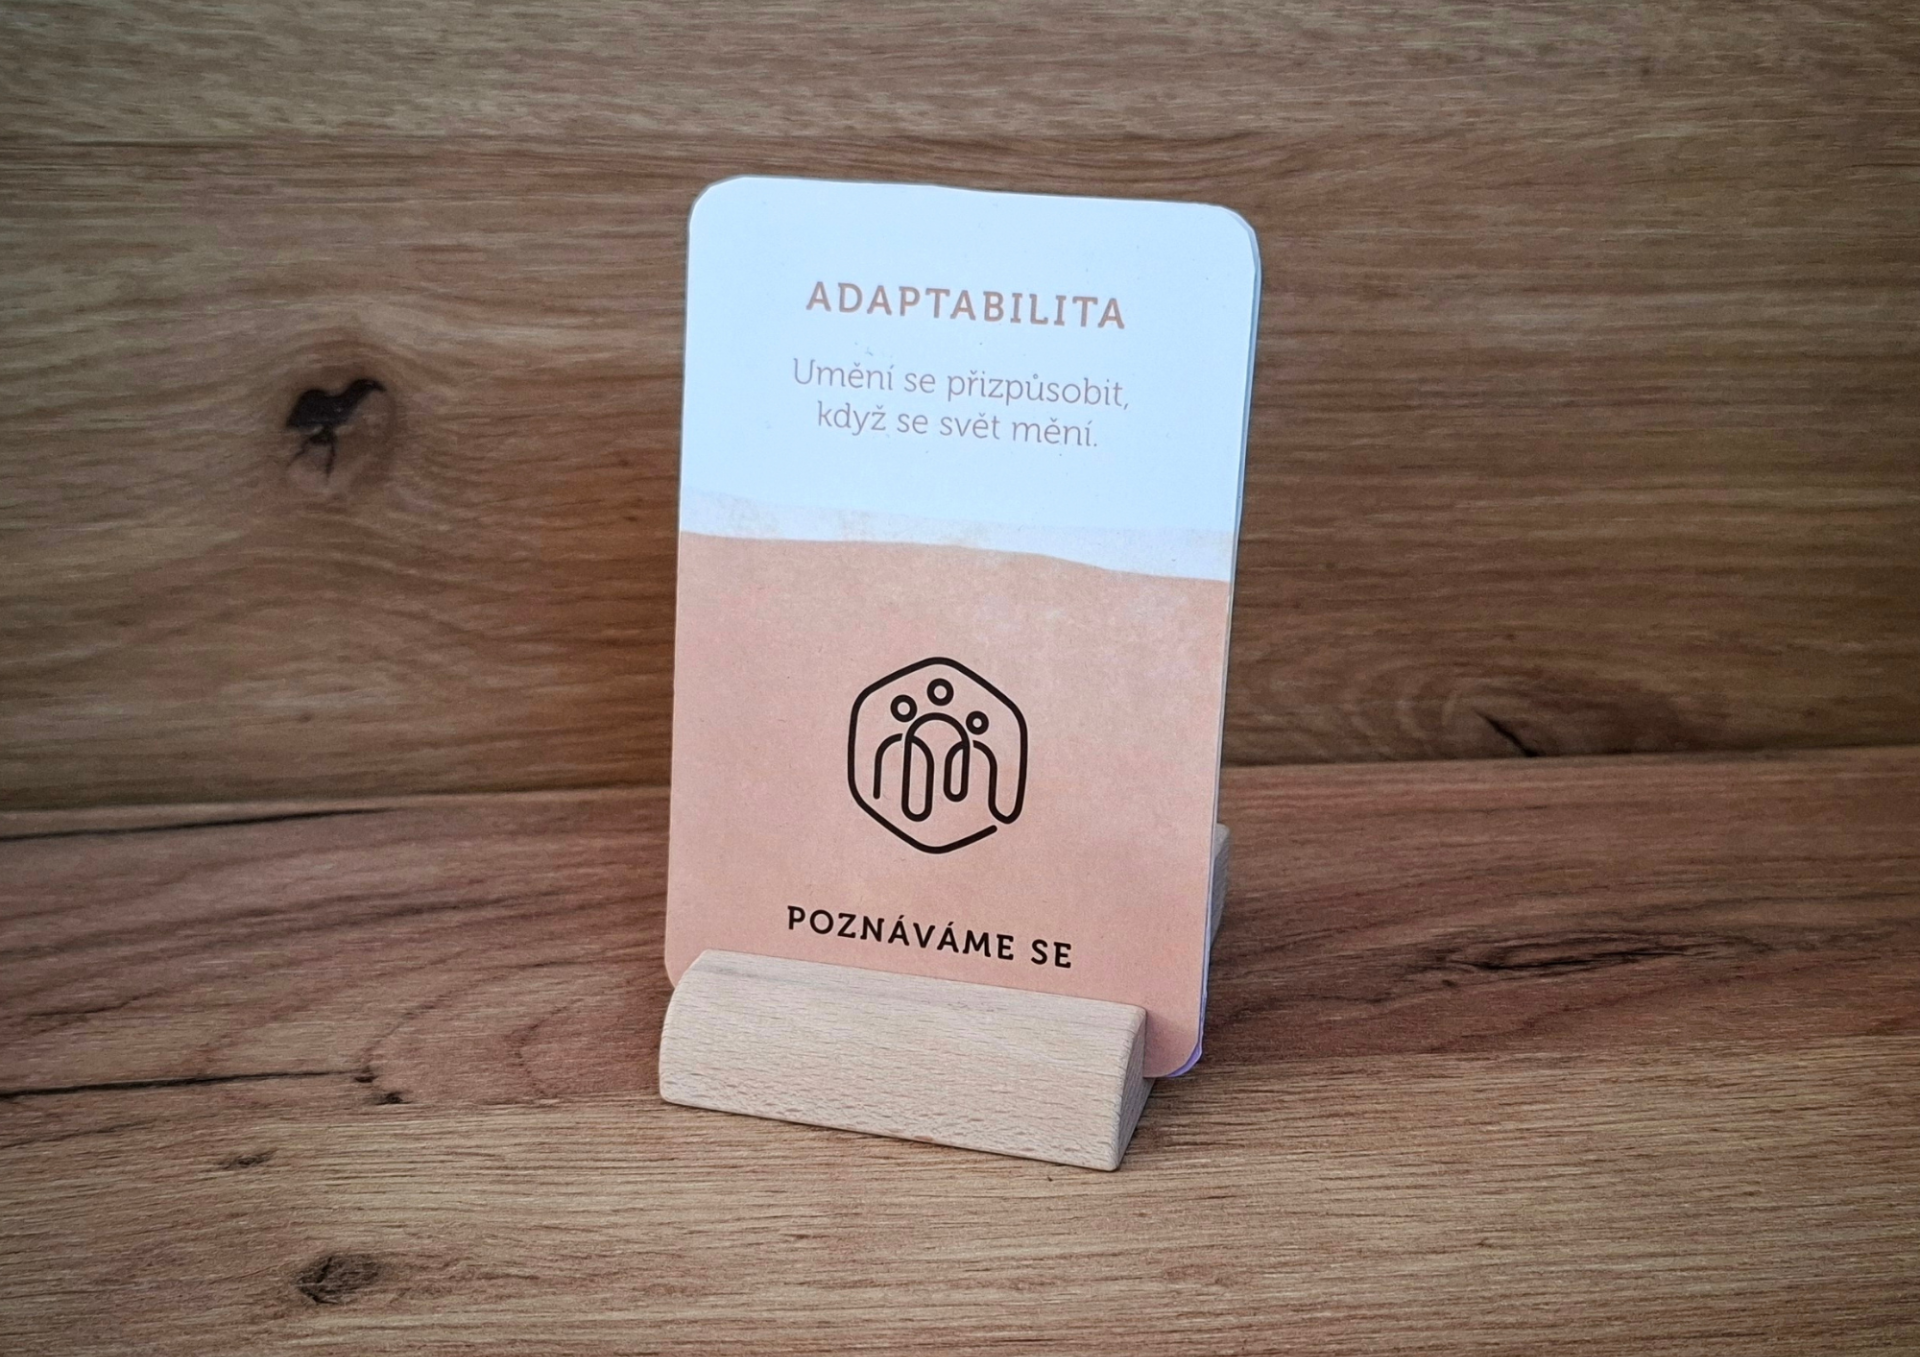 ADAPTABILITA
Umění se přizpůsobit,
když se svět mění.
POZNÁVÁME SE